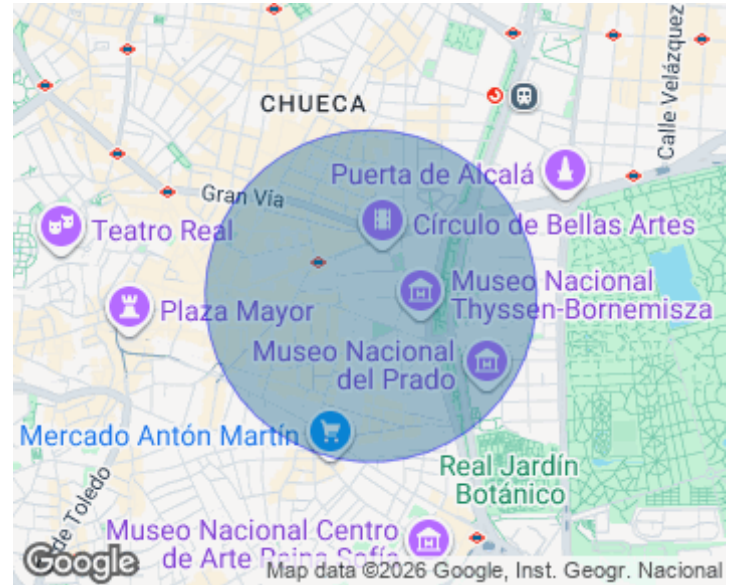 CHUECA
Calle Velázquez
Puerta de Alcalá
Gran Vía
Teatro Real
Círculo de Bellas Artes
Museo Nacional
Thyssen-Bornemisza
Plaza Mayor
Museo Nacional
del Prado
Mercado Antón Martín
Real Jardín
Botánico
de Toledo
Museo Nacional Centro
de Arte Reina Sofía
Google
Map data ©2026 Google, Inst. Geogr. Nacional